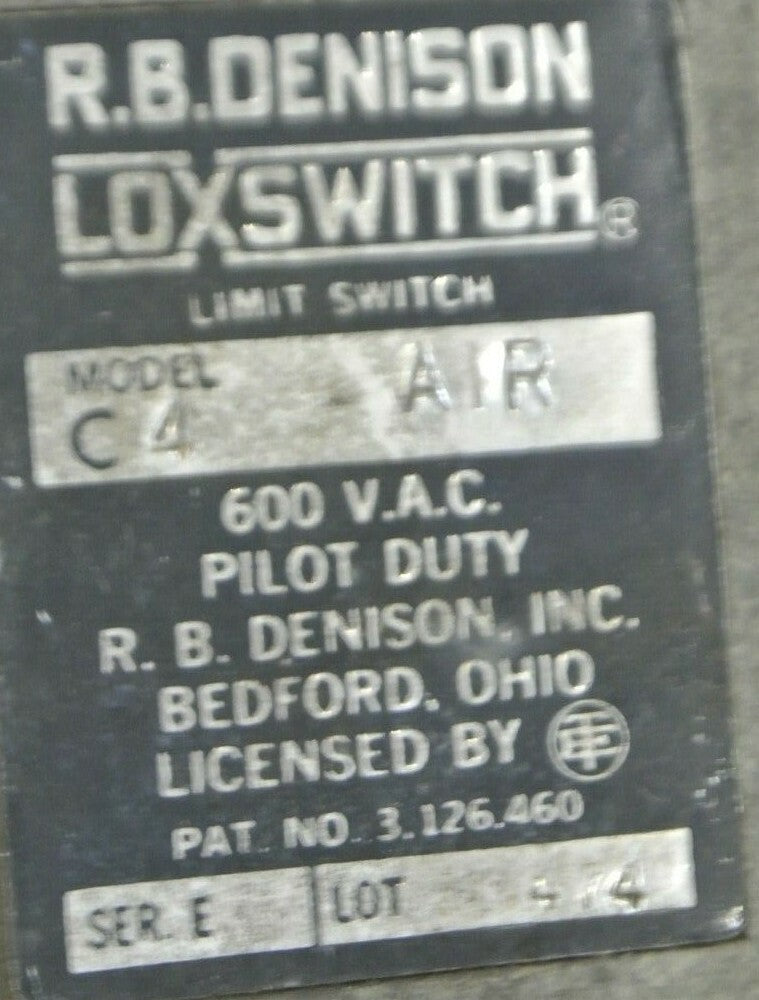 R.B.DENISON
LOXSWITCH®
LIMIT SWITCH
MODEL
C 4 AIR
600 V.A.C.
PILOT DUTY
R. B. DENISON, INC.
BEDFORD, OHIO
LICENSED BY
PAT. NO. 3,126,460
SER. E LOT